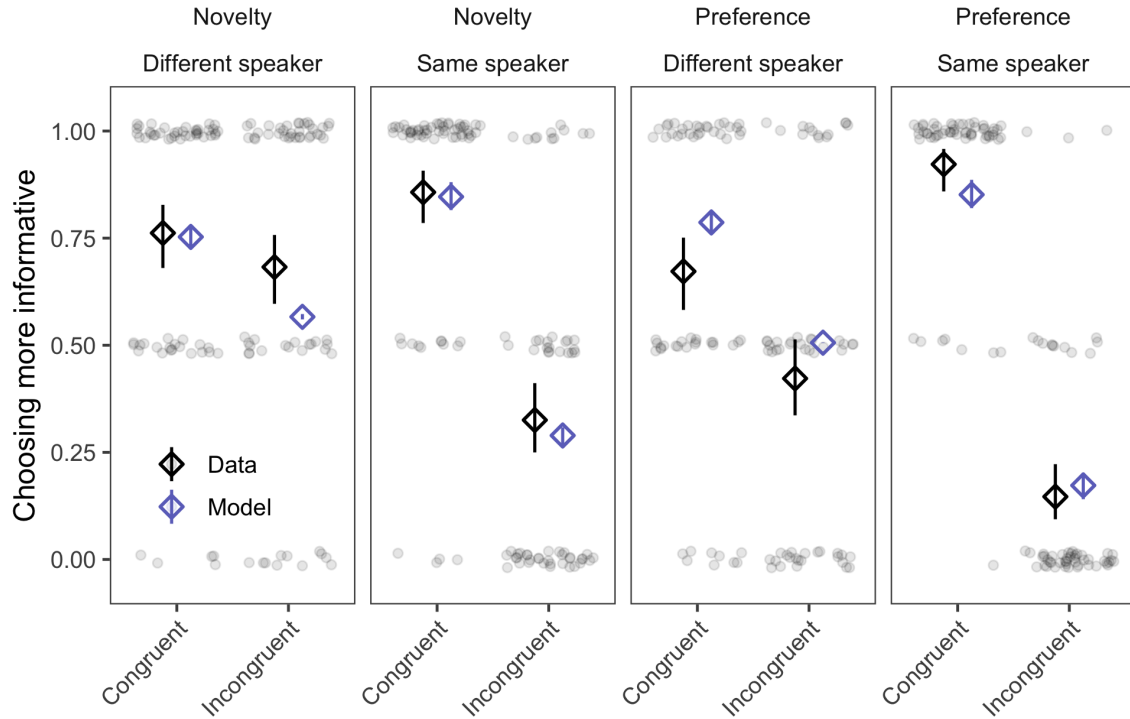 Novelty
Novelty
Preference
Preference
Different speaker
Same speaker
Different speaker
Same speaker
Choosing more informative
1.00
0.75
0.50
0.25
0.00
Data
Model
Congruent
Incongruent
Congruent
Incongruent
Congruent
Incongruent
Congruent
Incongruent